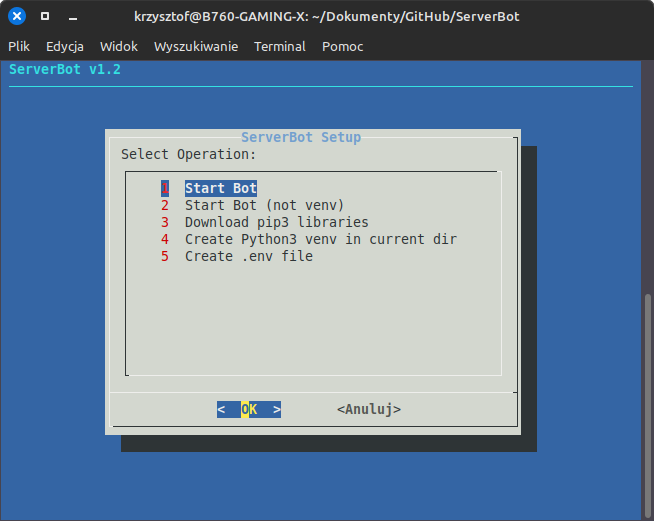 krzysztof@B760-GAMING-X: ~/Dokumenty/GitHub/ServerBot
Plik Edycja Widok Wyszukiwanie Terminal Pomoc
ServerBot v1.2
ServerBot Setup
Select Operation:
1 Start Bot
2 Start Bot (not venv)
3 Download pip3 libraries
4 Create Python3 venv in current dir
5 Create .env file
< OK > <Anuluj>